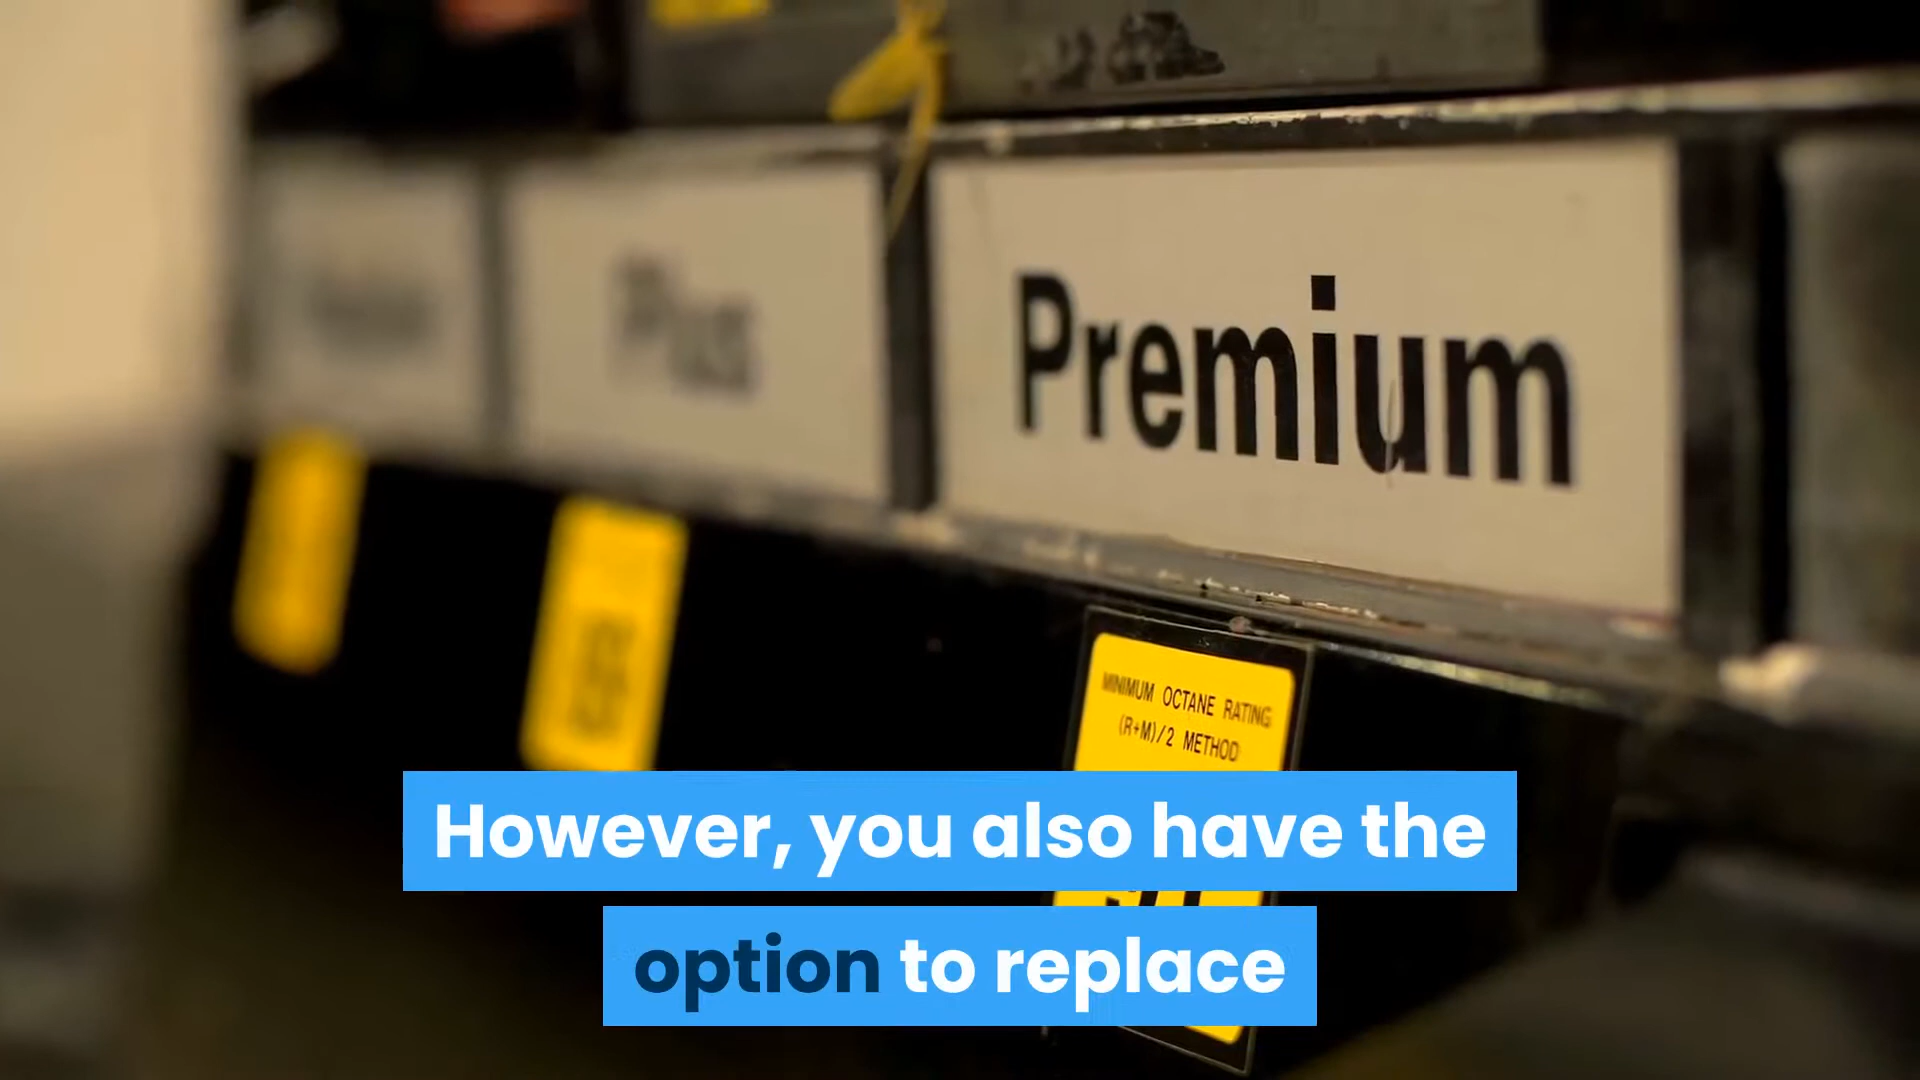 Plus
Premium
MINIMUM OCTANE RATING
(R+M)/2 METHOD
However, you also have the
option to replace